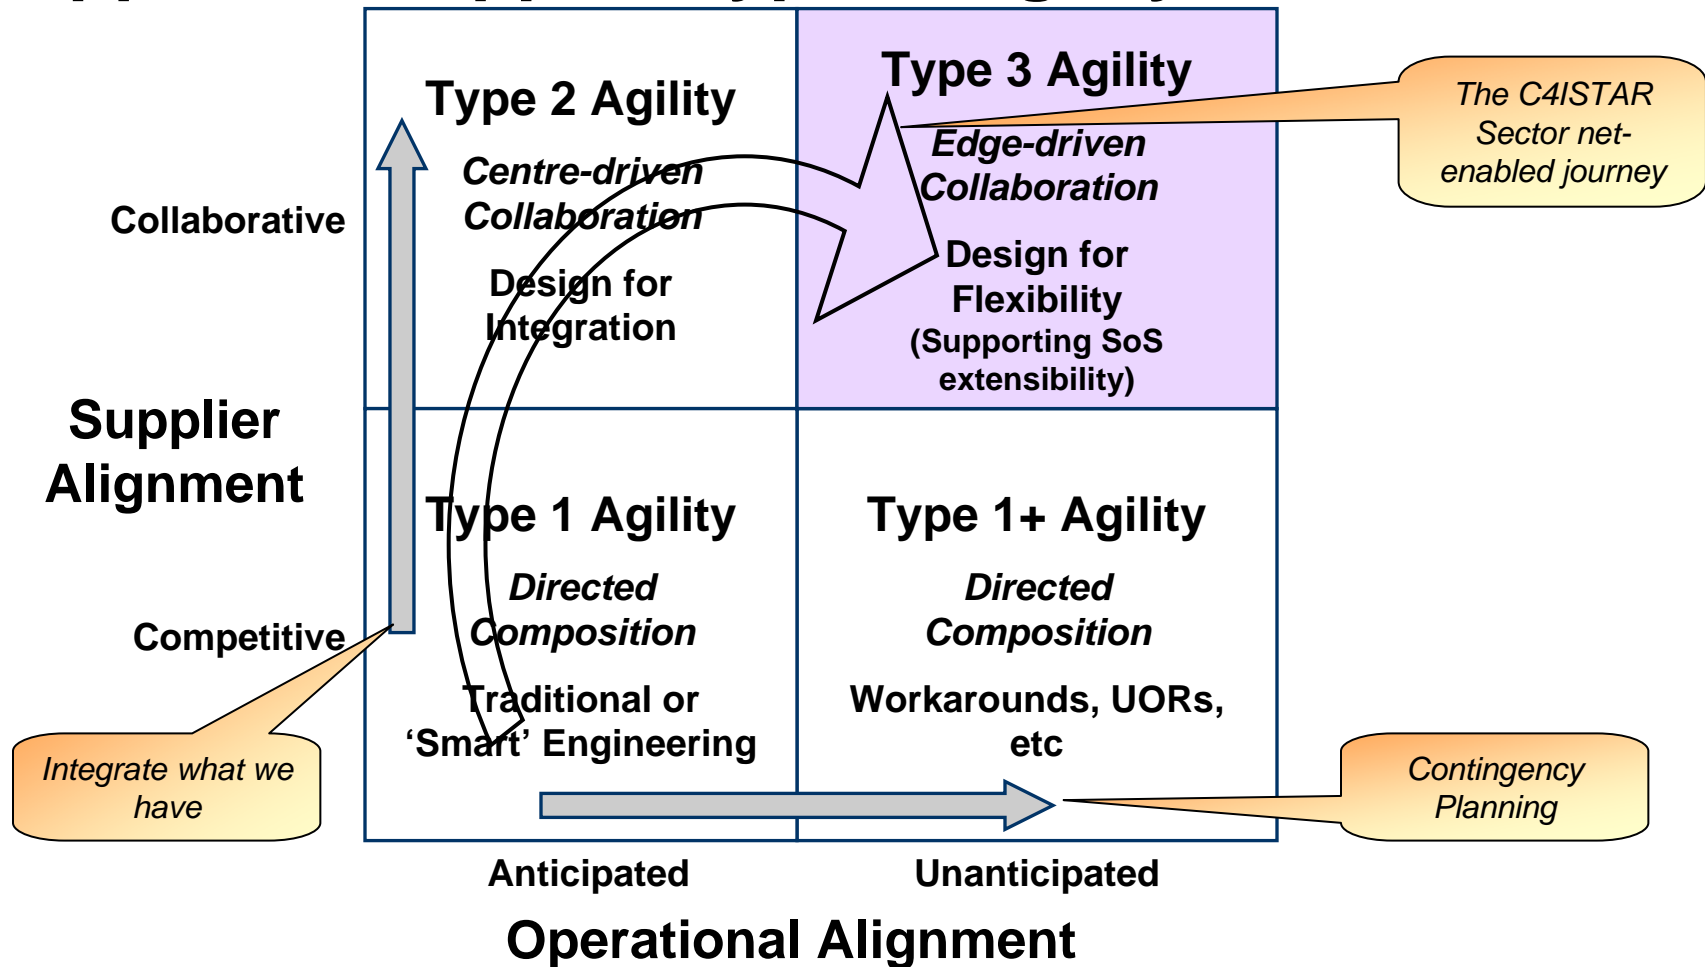 Type 2 Agility
Centre-driven
Collaboration
Design for
Integration
Type 3 Agility
Edge-driven
Collaboration
Design for
Flexibility
(Supporting SoS
extensibility)
The C4ISTAR
Sector net-
enabled journey
Collaborative
Supplier
Alignment
Competitive
Type 1 Agility
Directed
Composition
Traditional or
‘Smart’ Engineering
Type 1+ Agility
Directed
Composition
Workarounds, UORs,
etc
Integrate what we
have
Contingency
Planning
Anticipated
Unanticipated
Operational Alignment